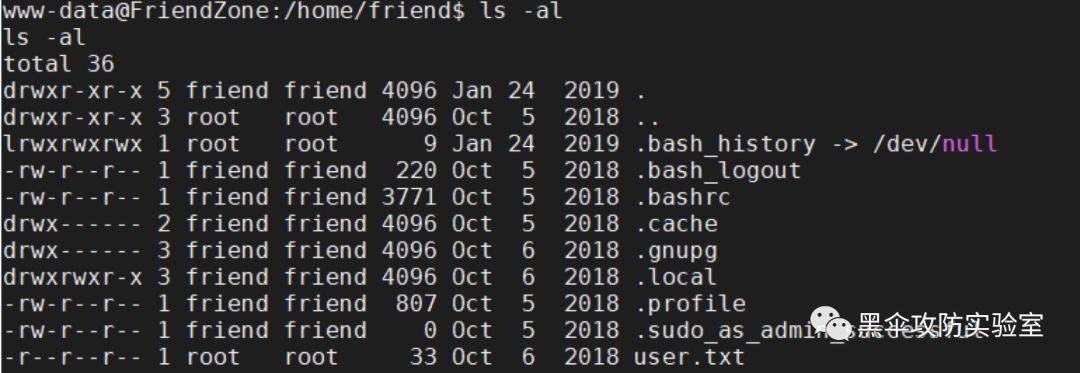 www-data@FriendZone:/home/friend$ ls -al
ls -al
total 36
drwxr-xr-x 5 friend friend 4096 Jan 24  2019 .
drwxr-xr-x 3 root   root   4096 Oct  5  2018 ..
lrwxrwxrwx 1 root   root      9 Jan 24  2019 .bash_history -> /dev/null
-rw-r--r-- 1 friend friend  220 Oct  5  2018 .bash_logout
-rw-r--r-- 1 friend friend 3771 Oct  5  2018 .bashrc
drwx------ 2 friend friend 4096 Oct  5  2018 .cache
drwx------ 3 friend friend 4096 Oct  6  2018 .gnupg
drwxrwxr-x 3 friend friend 4096 Oct  6  2018 .local
-rw-r--r-- 1 friend friend  807 Oct  5  2018 .profile
-rw-r--r-- 1 friend friend    0 Oct  5  2018 .sudo_as_admin_successful
黑伞攻防实验室
-r--r--r-- 1 root   root     33 Oct  6  2018 user.txt